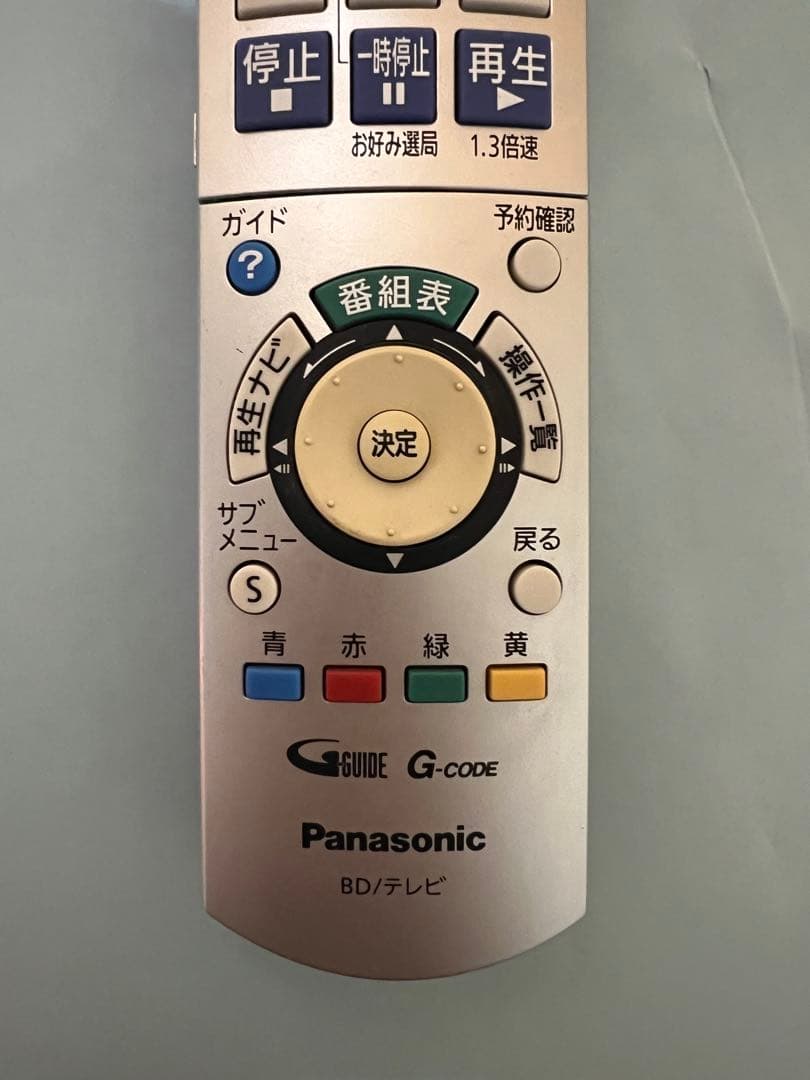 停止 一時停止 再生
お好み選局 1.3倍速
ガイド 予約確認
?
番組表
再生ナビ 操作一覧
決定
サブ
メニュー 戻る
S
青 赤 緑 黄
G-GUIDE G-CODE
Panasonic
BD/テレビ